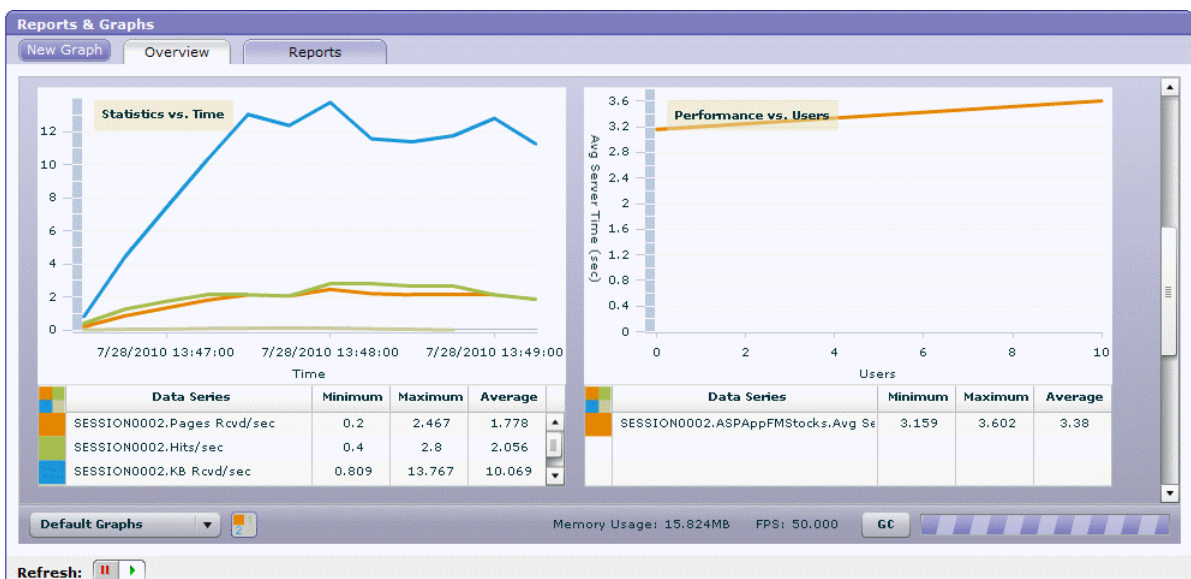 Reports & Graphs
New Graph Overview Reports
Statistics vs. Time
12
10
8
6
4
2
0
7/28/2010 13:47:00 7/28/2010 13:48:00 7/28/2010 13:49:00
Time
Data Series Minimum Maximum Average
SESSION0002.Pages Rcvd/sec 0.2 2.467 1.778
SESSION0002.Hits/sec 0.4 2.8 2.056
SESSION0002.KB Rcvd/sec 0.809 13.767 10.069
Performance vs. Users
Avg Server Time (sec)
3.6
3.2
2.8
2.4
2
1.6
1.2
0.8
0.4
0
0 2 4 6 8 10
Users
Data Series Minimum Maximum Average
SESSION0002.ASPAppFMStocks.Avg Se 3.159 3.602 3.38
Default Graphs
1
2
Memory Usage: 15.824MB FPS: 50.000 GC
Refresh: